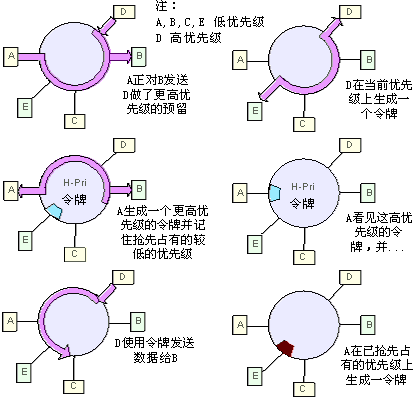 注：
A,B,C,E 低优先级
D 高优先级
D
A
B
E
C
A正对B发送
D做了更高优
先级的预留
D
A
B
E
C
D在当前优先
级上生成一
个令牌
D
A
B
E
C
H-Pri
令牌
A生成一个更高优
先级的令牌并记
住抢先占有的较
低的优先级
D
A
B
E
C
H-Pri
令牌
A看见这高优
先级的令
牌，并...
D
A
B
E
C
D使用令牌发送
数据给B
D
A
B
E
C
A在已抢先占
有的优先级上
生成一令牌